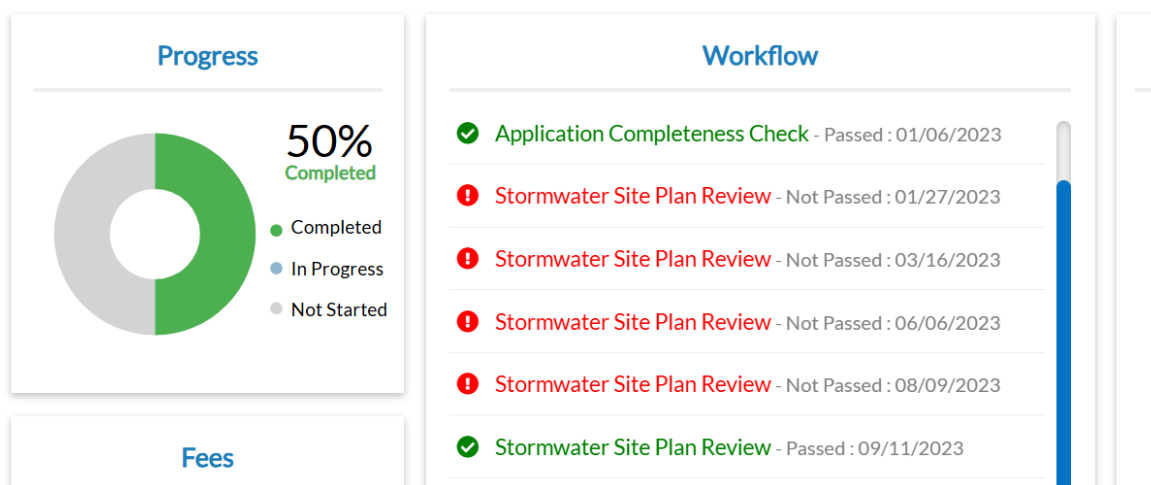 Progress
50%
Completed
Completed
In Progress
Not Started
Fees
Workflow
Application Completeness Check - Passed : 01/06/2023
Stormwater Site Plan Review - Not Passed : 01/27/2023
Stormwater Site Plan Review - Not Passed : 03/16/2023
Stormwater Site Plan Review - Not Passed : 06/06/2023
Stormwater Site Plan Review - Not Passed : 08/09/2023
Stormwater Site Plan Review - Passed : 09/11/2023